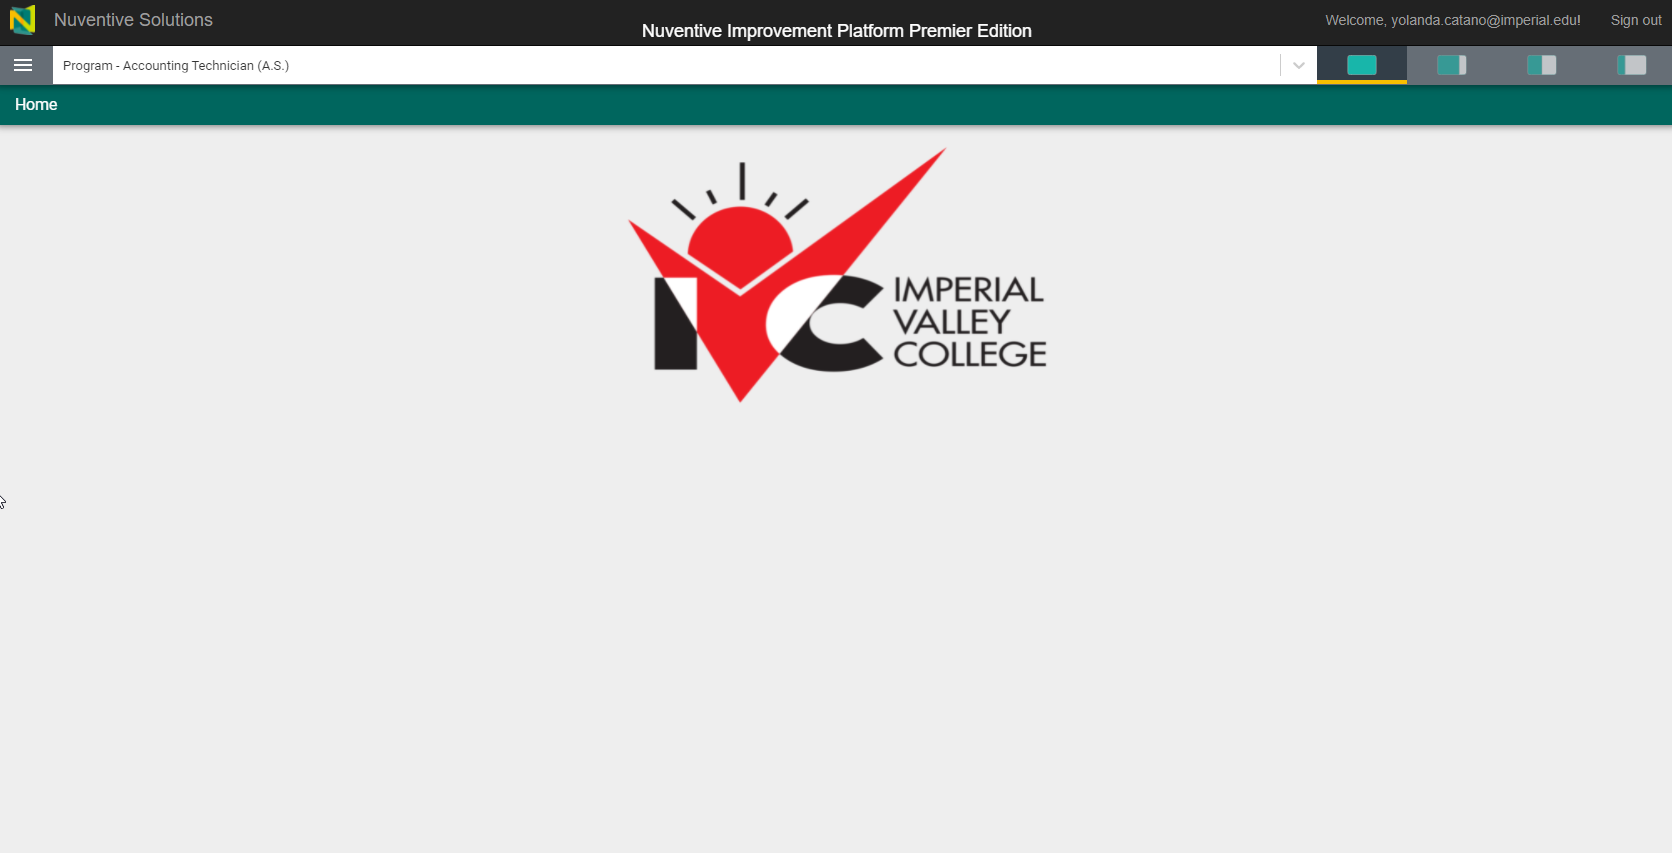 Nuventive Solutions
Nuventive Improvement Platform Premier Edition
Welcome, yolanda.catano@imperial.edu!
Sign out
Program - Accounting Technician (A.S.)
Home
IVC
IMPERIAL
VALLEY
COLLEGE